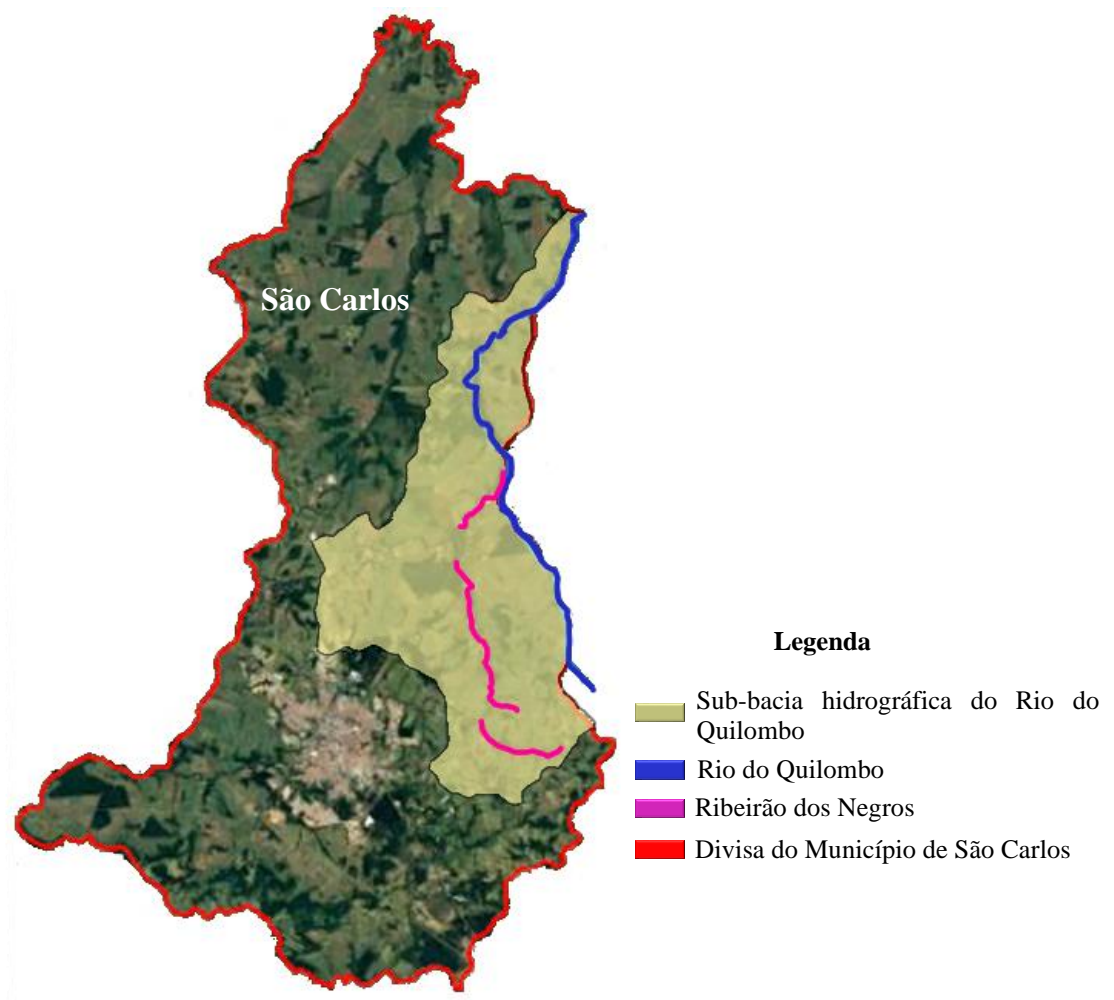 São Carlos
Legenda
Sub-bacia hidrográfica do Rio do
Quilombo
Rio do Quilombo
Ribeirão dos Negros
Divisa do Município de São Carlos